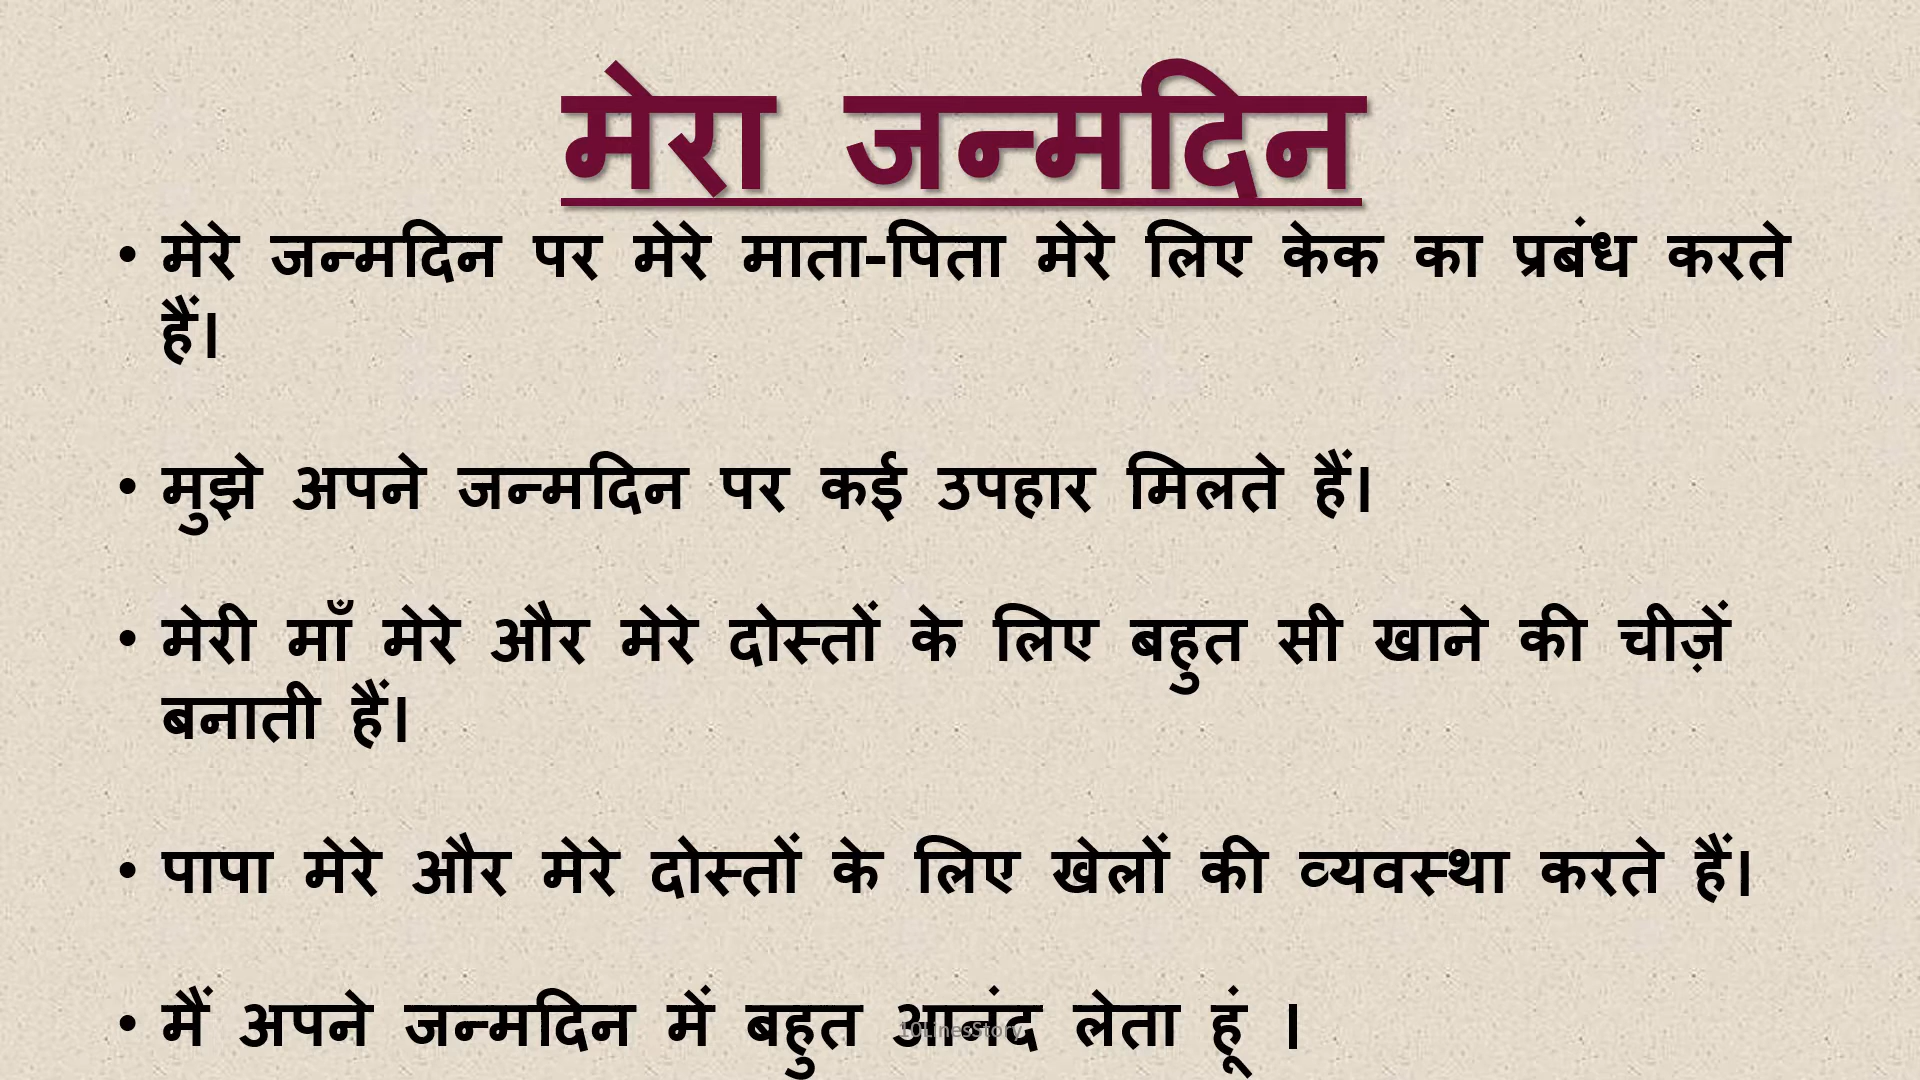 मेरा जन्मदिन
• मेरे जन्मदिन पर मेरे माता-पिता मेरे लिए केक का प्रबंध करते
हैं।
• मुझे अपने जन्मदिन पर कई उपहार मिलते हैं।
• मेरी माँ मेरे और मेरे दोस्तों के लिए बहुत सी खाने की चीज़ें
बनाती हैं।
• पापा मेरे और मेरे दोस्तों के लिए खेलों की व्यवस्था करते हैं।
• मैं अपने जन्मदिन में बहुत आनंद लेता हूं ।
10LinesStory